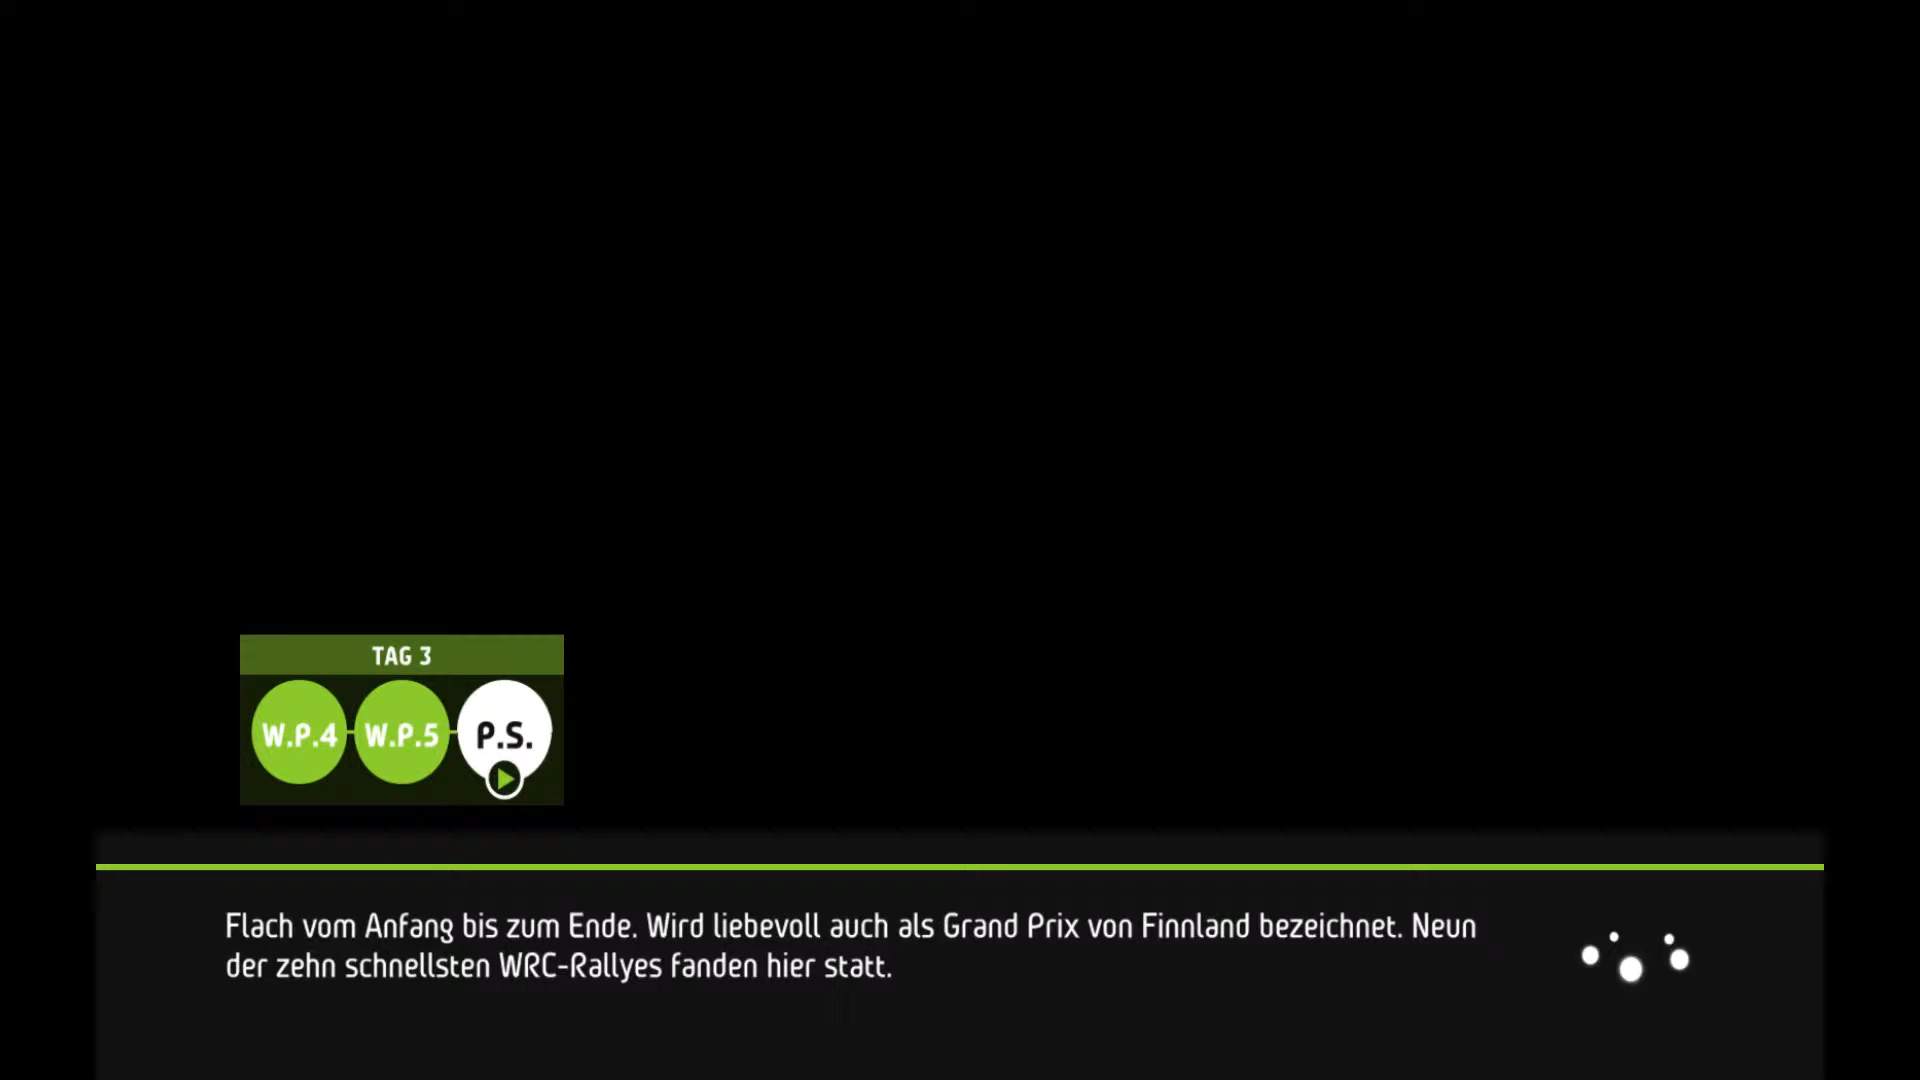 TAG 3
W.P.4 W.P.5 P.S.
Flach vom Anfang bis zum Ende. Wird liebevoll auch als Grand Prix von Finnland bezeichnet. Neun
der zehn schnellsten WRC-Rallyes fanden hier statt.